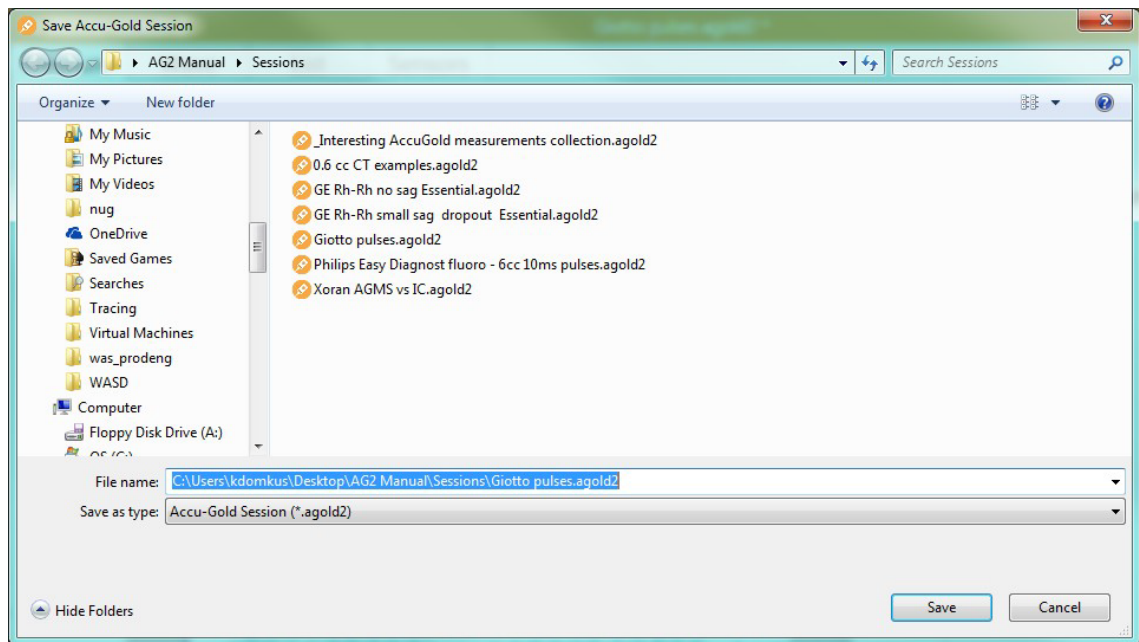 Save Accu-Gold Session
AG2 Manual Sessions
Search Sessions
Organize
New folder
My Music
My Pictures
My Videos
nug
OneDrive
Saved Games
Searches
Tracing
Virtual Machines
was_prodeng
WASD
Computer
Floppy Disk Drive (A:)
_Interesting AccuGold measurements collection.agold2
0.6 cc CT examples.agold2
GE Rh-Rh no sag Essential.agold2
GE Rh-Rh small sag  dropout  Essential.agold2
Giotto pulses.agold2
Philips Easy Diagnost fluoro - 6cc 10ms pulses.agold2
Xoran AGMS vs IC.agold2
File name: C:\Users\kdomkus\Desktop\AG2 Manual\Sessions\Giotto pulses.agold2
Save as type: Accu-Gold Session (*.agold2)
Hide Folders
Save
Cancel